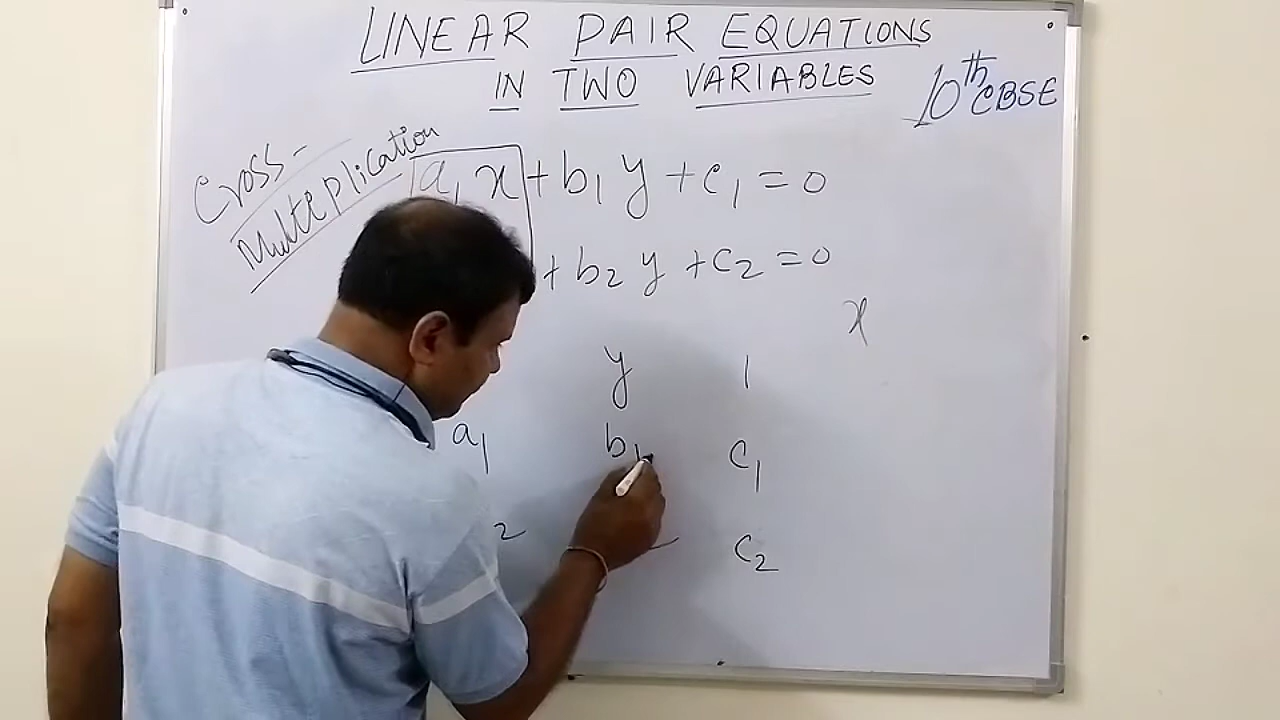 LINEAR PAIR EQUATIONS
IN TWO VARIABLES
10th CBSE
Cross-
Multiplication
a₁x + b₁y + c₁ = 0
+ b₂y + c₂ = 0
x
y 1
a₁ b₁ c₁
₂ c₂